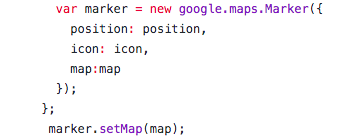 var marker = new google.maps.Marker({
position: position,
icon: icon,
map:map
});
};
marker.setMap(map);